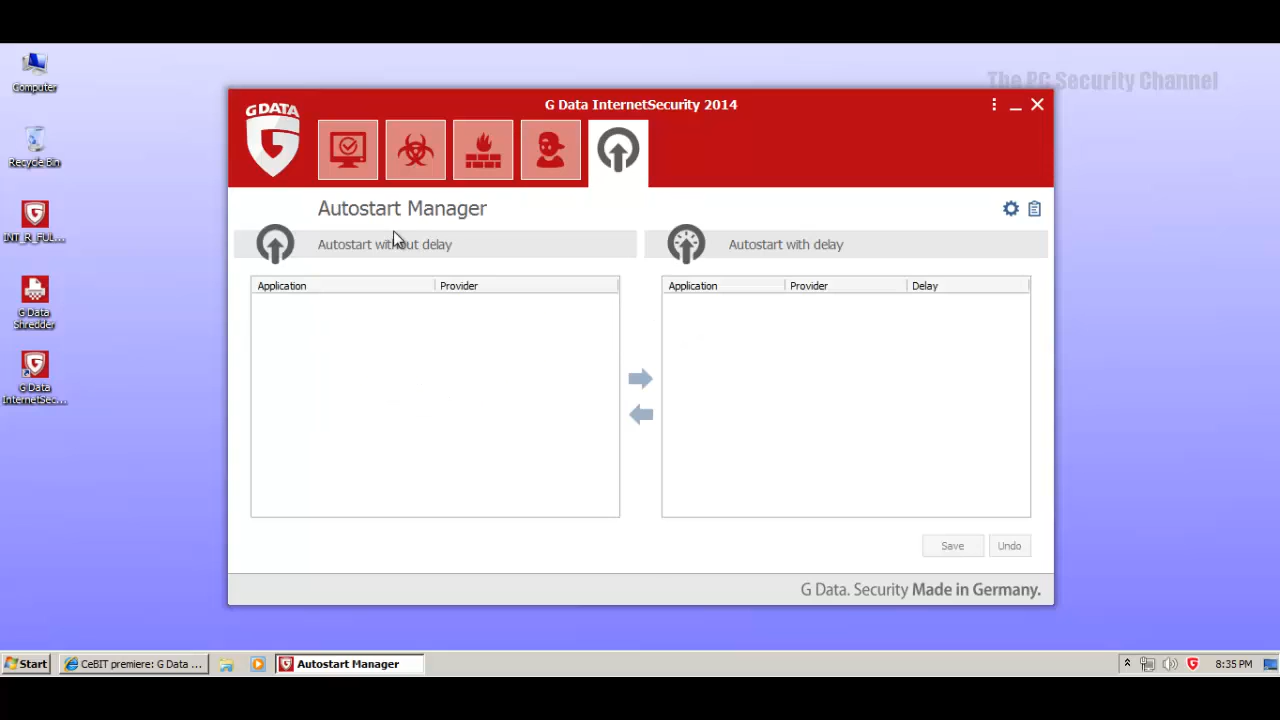 Computer
Recycle Bin
INT_R_FUL...
G Data
Shredder
G Data
InternetSec...
The PC Security Channel
G Data InternetSecurity 2014
G DATA
Autostart Manager
Autostart without delay
Autostart with delay
Application
Provider
Application
Provider
Delay
Save
Undo
G Data. Security Made in Germany.
Start
CeBIT premiere: G Data ...
Autostart Manager
8:35 PM